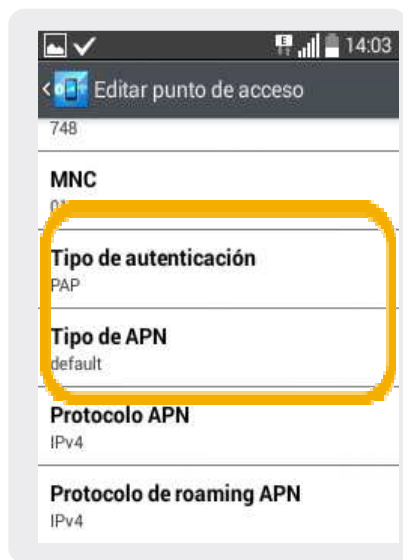 14:03
Editar punto de acceso
748
MNC
Tipo de autenticación
PAP
Tipo de APN
default
Protocolo APN
IPv4
Protocolo de roaming APN
IPv4